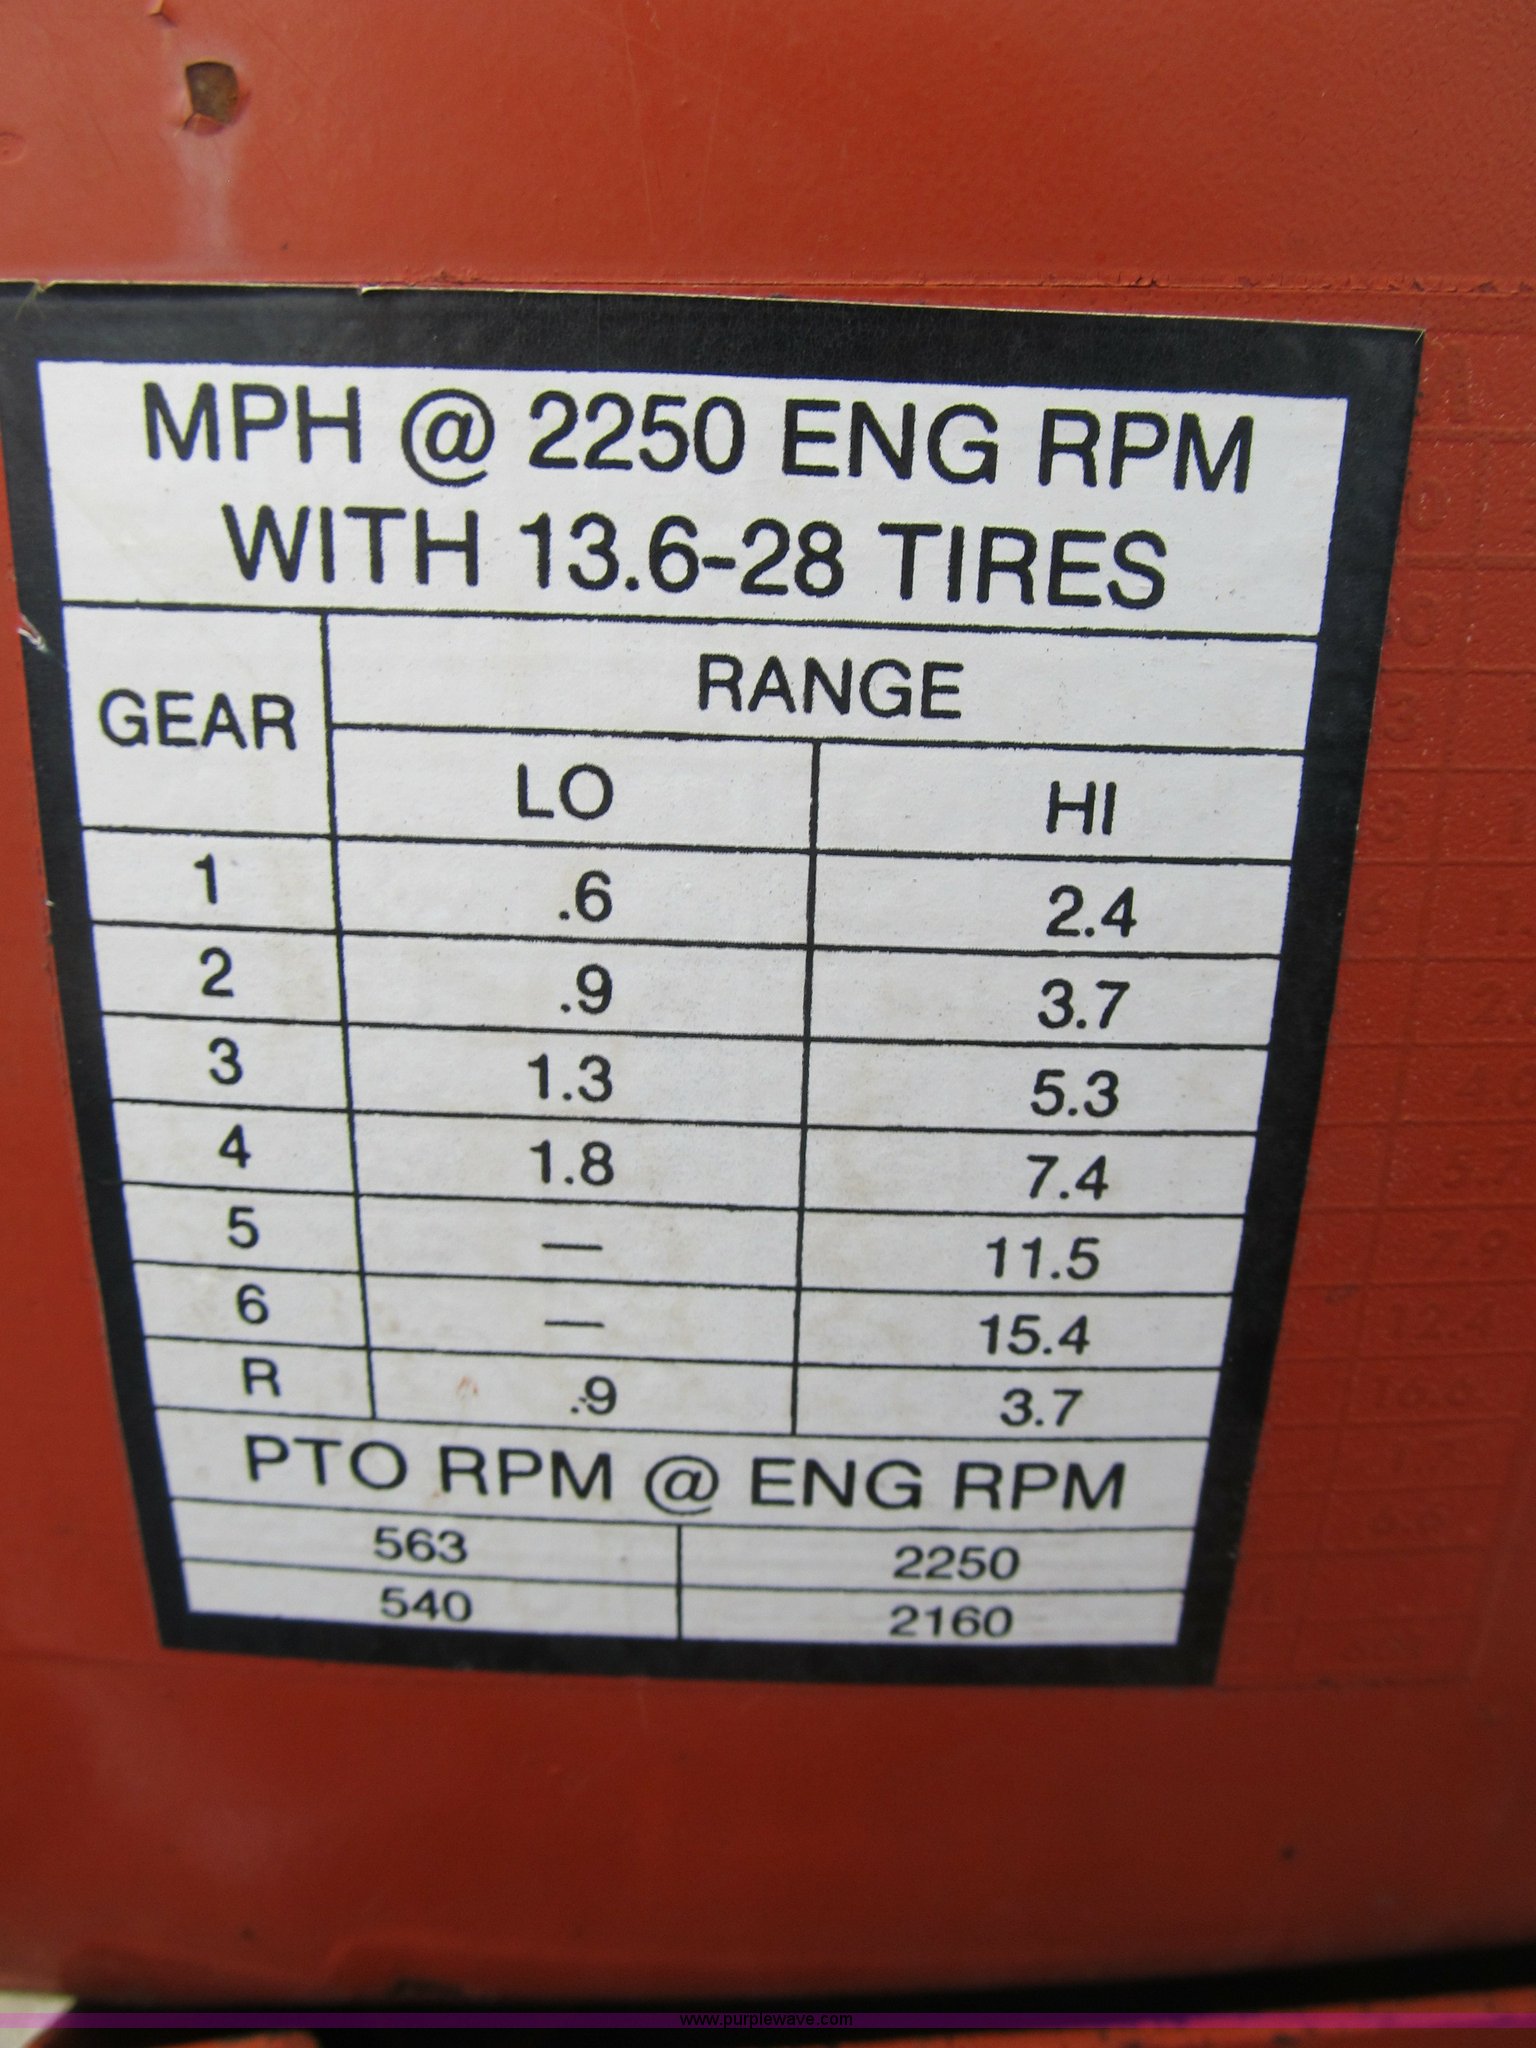 MPH @ 2250 ENG RPM
WITH 13.6-28 TIRES
GEAR RANGE
LO HI
1 .6 2.4
2 .9 3.7
3 1.3 5.3
4 1.8 7.4
5 — 11.5
6 — 15.4
R .9 3.7
PTO RPM @ ENG RPM
563 2250
540 2160
www.purplewave.com